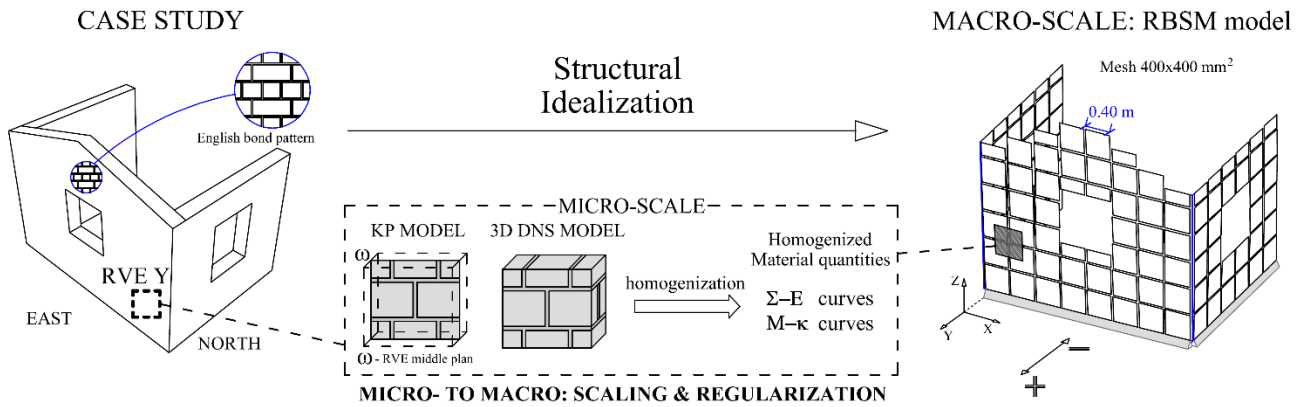 CASE STUDY
English bond pattern
RVE Y
EAST
NORTH
Structural
Idealization
MICRO-SCALE
KP MODEL
3D DNS MODEL
ω
ω - RVE middle plan
homogenization
Homogenized
Material quantities
Σ–E curves
M–κ curves
MICRO- TO MACRO: SCALING & REGULARIZATION
MACRO-SCALE: RBSM model
Mesh 400x400 mm²
0.40 m
Z
Y
X
+
−